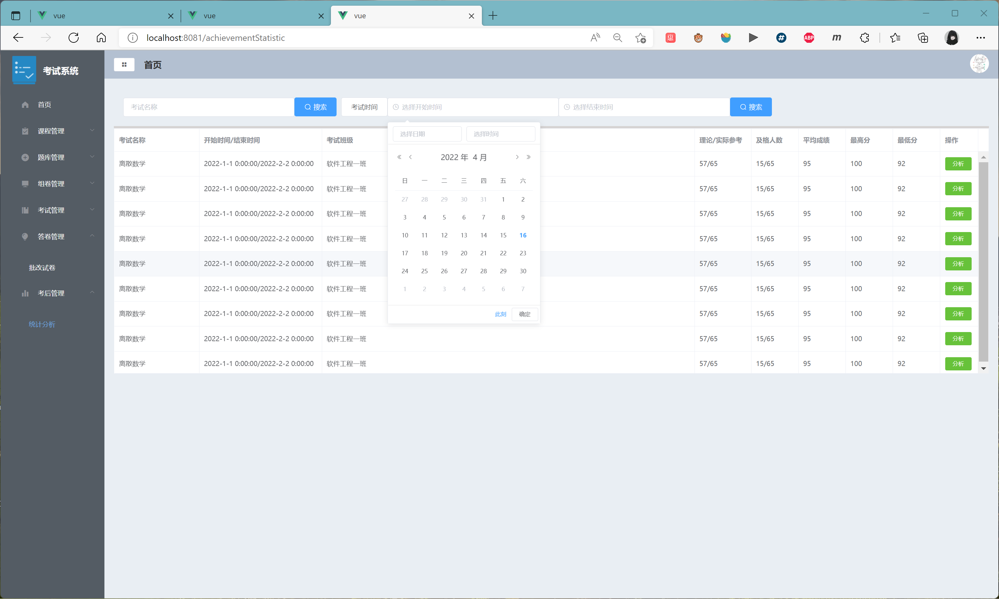 vue
vue
vue
localhost:8081/achievementStatistic
惠
#
ABP
m
考试系统
首页
首页
课程管理
题库管理
组卷管理
考试管理
答卷管理
批改试卷
考后管理
统计分析
考试名称 搜索 考试时间 选择开始时间 选择结束时间 搜索
考试名称 开始时间/结束时间 考试班级 理论/实际参考 及格人数 平均成绩 最高分 最低分 操作
离散数学 2022-1-1 0:00:00/2022-2-2 0:00:00 软件工程一班 57/65 15/65 95 100 92 分析
离散数学 2022-1-1 0:00:00/2022-2-2 0:00:00 软件工程一班 57/65 15/65 95 100 92 分析
离散数学 2022-1-1 0:00:00/2022-2-2 0:00:00 软件工程一班 57/65 15/65 95 100 92 分析
离散数学 2022-1-1 0:00:00/2022-2-2 0:00:00 软件工程一班 57/65 15/65 95 100 92 分析
离散数学 2022-1-1 0:00:00/2022-2-2 0:00:00 软件工程一班 57/65 15/65 95 100 92 分析
离散数学 2022-1-1 0:00:00/2022-2-2 0:00:00 软件工程一班 57/65 15/65 95 100 92 分析
离散数学 2022-1-1 0:00:00/2022-2-2 0:00:00 软件工程一班 57/65 15/65 95 100 92 分析
离散数学 2022-1-1 0:00:00/2022-2-2 0:00:00 软件工程一班 57/65 15/65 95 100 92 分析
离散数学 2022-1-1 0:00:00/2022-2-2 0:00:00 软件工程一班 57/65 15/65 95 100 92 分析
选择日期 选择时间
2022 年 4 月
日 一 二 三 四 五 六
27 28 29 30 31 1 2
3 4 5 6 7 8 9
10 11 12 13 14 15 16
17 18 19 20 21 22 23
24 25 26 27 28 29 30
1 2 3 4 5 6 7
此刻 确定